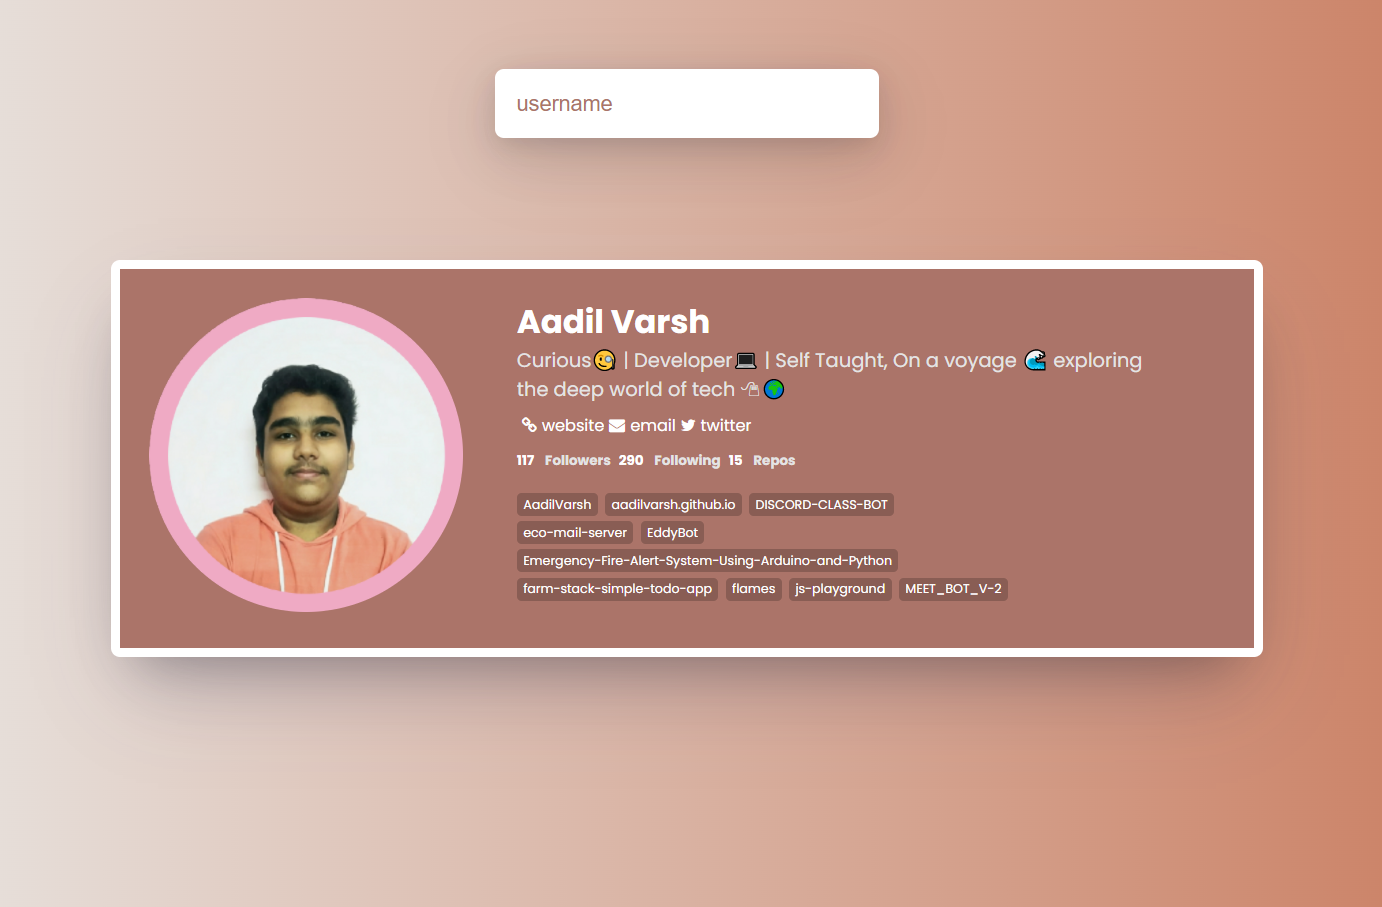 username
Aadil Varsh
Curious🧐 | Developer💻 | Self Taught, On a voyage 🌊 exploring
the deep world of tech 🖱🌍
website email twitter
117 Followers 290 Following 15 Repos
AadilVarsh aadilvarsh.github.io DISCORD-CLASS-BOT
eco-mail-server EddyBot
Emergency-Fire-Alert-System-Using-Arduino-and-Python
farm-stack-simple-todo-app flames js-playground MEET_BOT_V-2